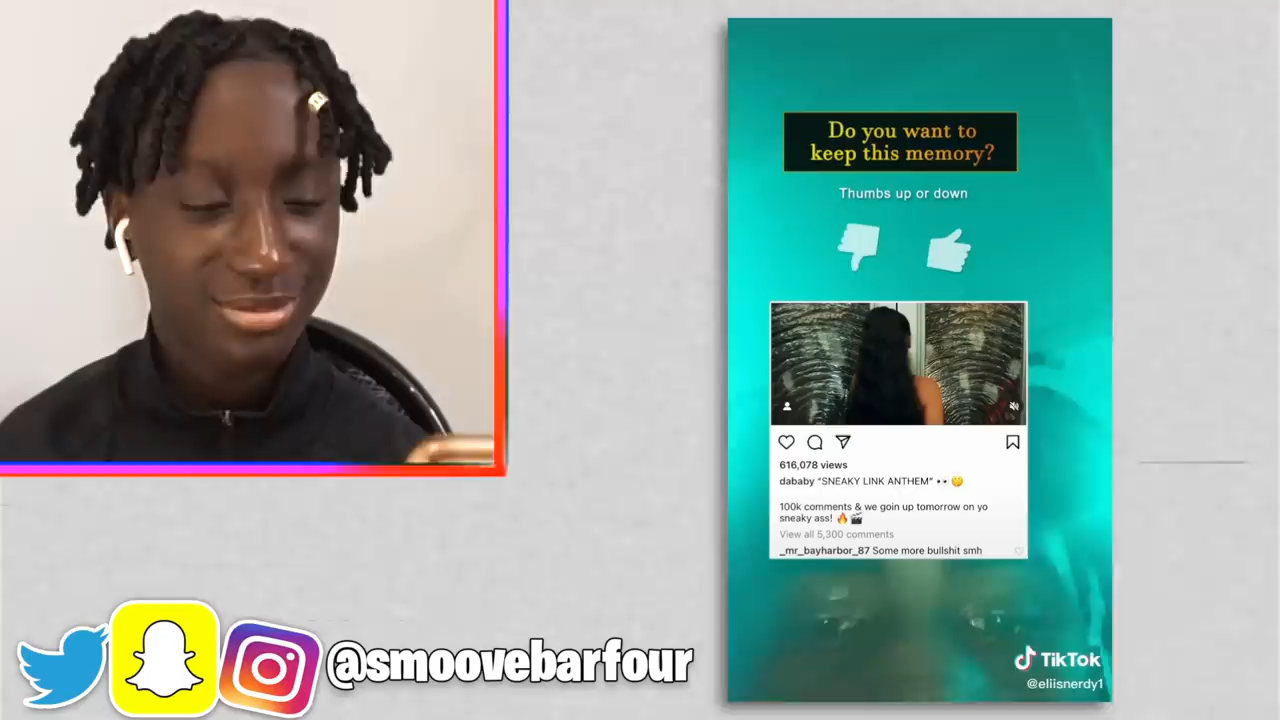 Do you want to
keep this memory?
Thumbs up or down
616,078 views
dababy “SNEAKY LINK ANTHEM” 👀 🤫
100k comments & we goin up tomorrow on yo
sneaky ass! 🔥🎬
View all 5,300 comments
_mr_bayharbor_87 Some more bullshit smh
TikTok
@eliisnerdy1
@smoovebarfour